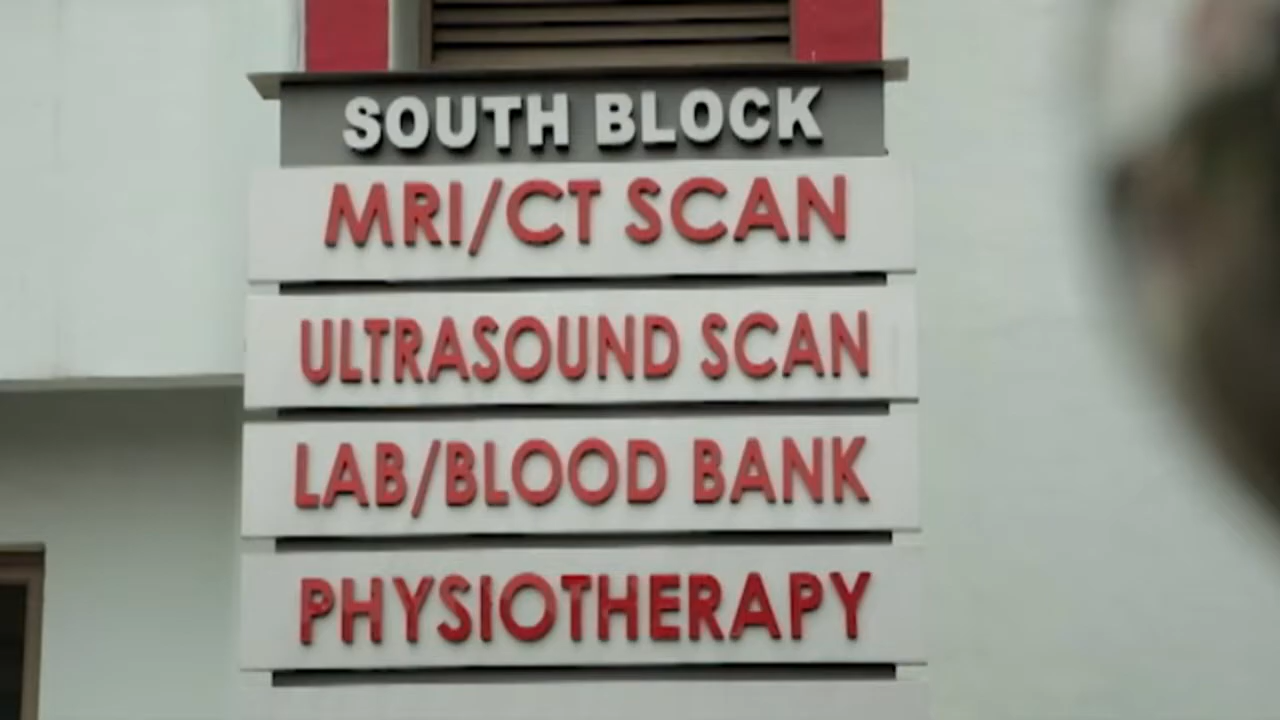 SOUTH BLOCK
MRI/CT SCAN
ULTRASOUND SCAN
LAB/BLOOD BANK
PHYSIOTHERAPY